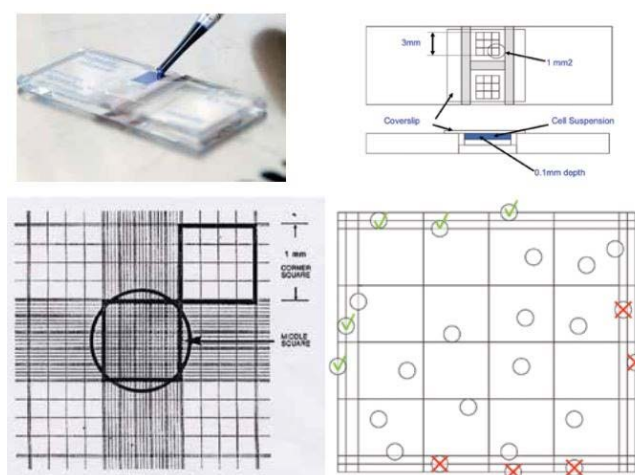 3mm
1 mm2
Coverslip
Cell Suspension
0.1mm depth
1 mm
CORNER
SQUARE
MIDDLE
SQUARE